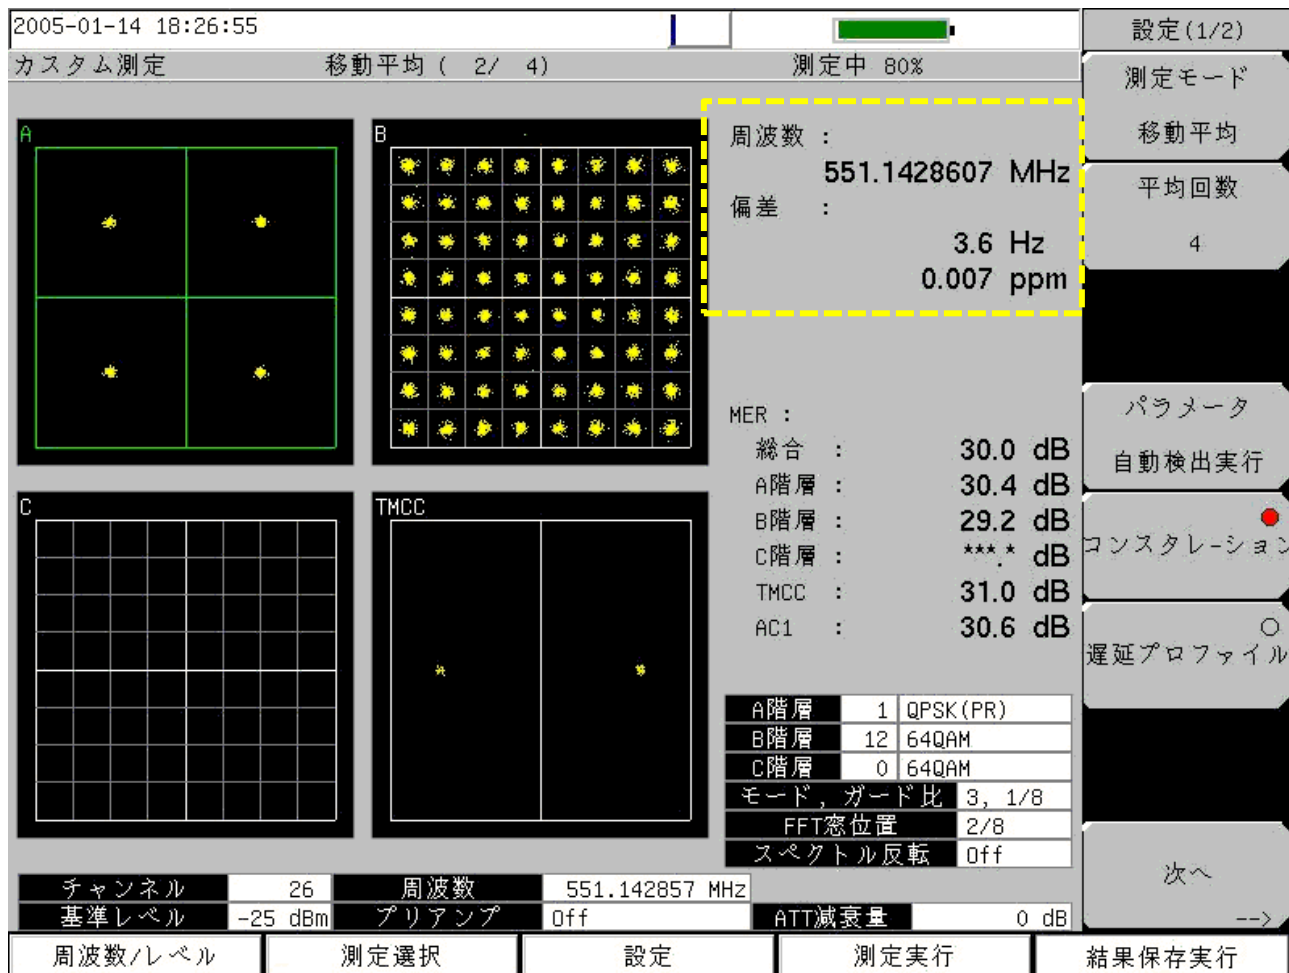 2005-01-14 18:26:55
設定(1/2)
カスタム測定 移動平均 ( 2/ 4) 測定中 80%
測定モード
移動平均
平均回数
4
パラメータ
自動検出実行
コンスタレーション
遅延プロファイル
次へ
-->
A
B
C
TMCC
周波数 :
551.1428607 MHz
偏差 :
3.6 Hz
0.007 ppm
MER :
総合 : 30.0 dB
A階層 : 30.4 dB
B階層 : 29.2 dB
C階層 : ***.* dB
TMCC : 31.0 dB
AC1 : 30.6 dB
A階層 1 QPSK(PR)
B階層 12 64QAM
C階層 0 64QAM
モード, ガード比 3, 1/8
FFT窓位置 2/8
スペクトル反転 Off
チャンネル 26 周波数 551.142857 MHz
基準レベル -25 dBm プリアンプ Off ATT減衰量 0 dB
周波数/レベル 測定選択 設定 測定実行 結果保存実行